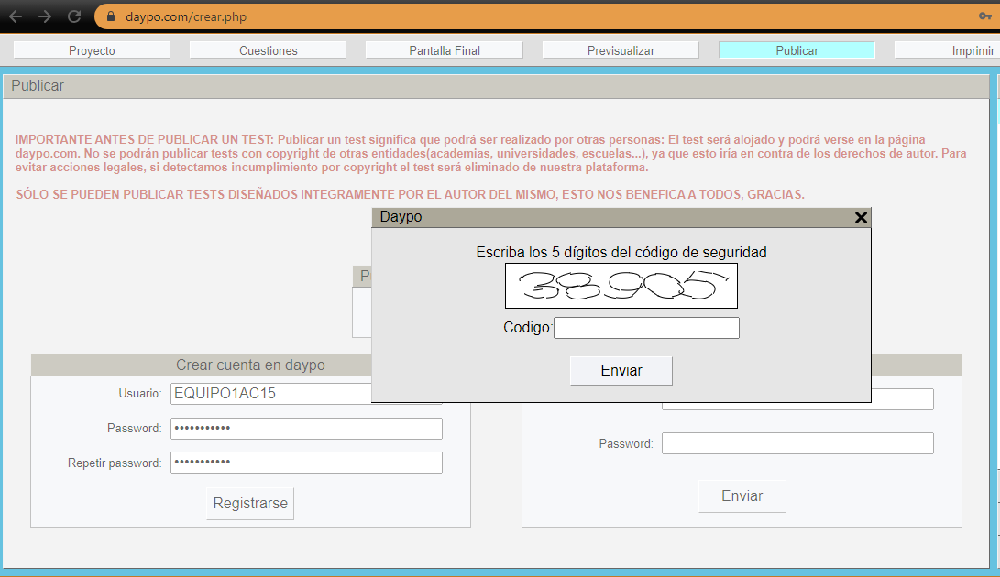 daypo.com/crear.php
Proyecto Cuestiones Pantalla Final Previsualizar Publicar Imprimir
Publicar
IMPORTANTE ANTES DE PUBLICAR UN TEST: Publicar un test significa que podrá ser realizado por otras personas: El test será alojado y podrá verse en la página
daypo.com. No se podrán publicar tests con copyright de otras entidades(academias, universidades, escuelas...), ya que esto iría en contra de los derechos de autor. Para
evitar acciones legales, si detectamos incumplimiento por copyright el test será eliminado de nuestra plataforma.
SÓLO SE PUEDEN PUBLICAR TESTS DISEÑADOS INTEGRAMENTE POR EL AUTOR DEL MISMO, ESTO NOS BENEFICA A TODOS, GRACIAS.
Daypo
Escriba los 5 dígitos del código de seguridad
38905
Codigo:
Enviar
P
Crear cuenta en daypo
Usuario: EQUIPO1AC15
Password: •••••••••••
Repetir password: •••••••••••
Registrarse
Password:
Enviar